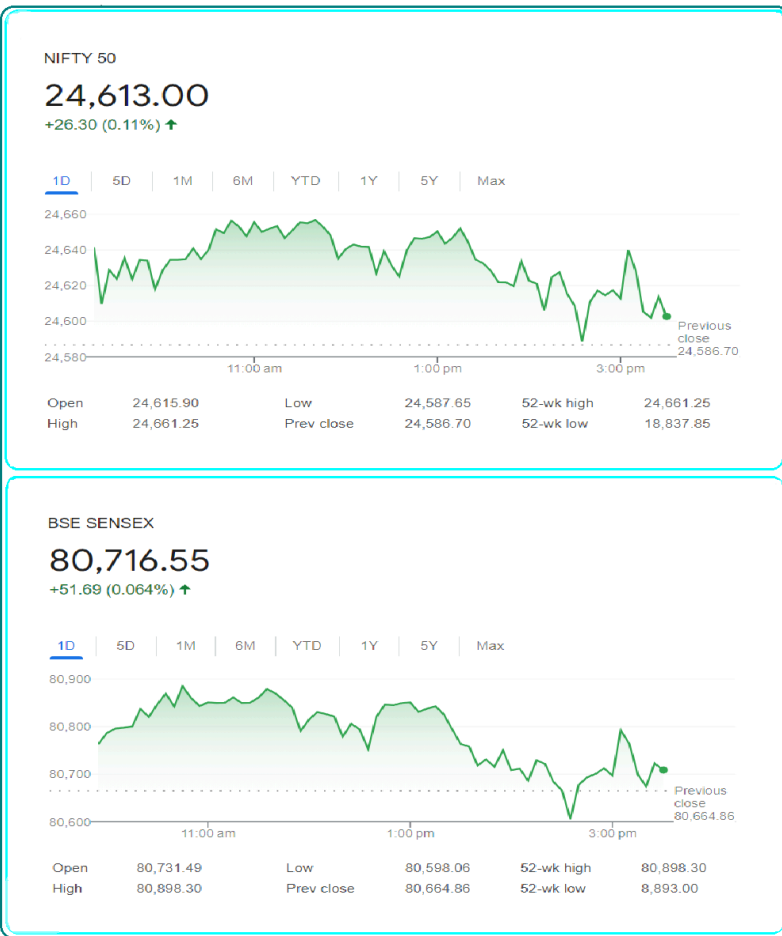 NIFTY 50
24,613.00
+26.30 (0.11%) ↑
1D 5D 1M 6M YTD 1Y 5Y Max
24,660
24,640
24,620
24,600
24,580
Previous
close
24,586.70
11:00 am 1:00 pm 3:00 pm
Open 24,615.90 Low 24,587.65 52-wk high 24,661.25
High 24,661.25 Prev close 24,586.70 52-wk low 18,837.85
BSE SENSEX
80,716.55
+51.69 (0.064%) ↑
1D 5D 1M 6M YTD 1Y 5Y Max
80,900
80,800
80,700
80,600
Previous
close
80,664.86
11:00 am 1:00 pm 3:00 pm
Open 80,731.49 Low 80,598.06 52-wk high 80,898.30
High 80,898.30 Prev close 80,664.86 52-wk low 8,893.00